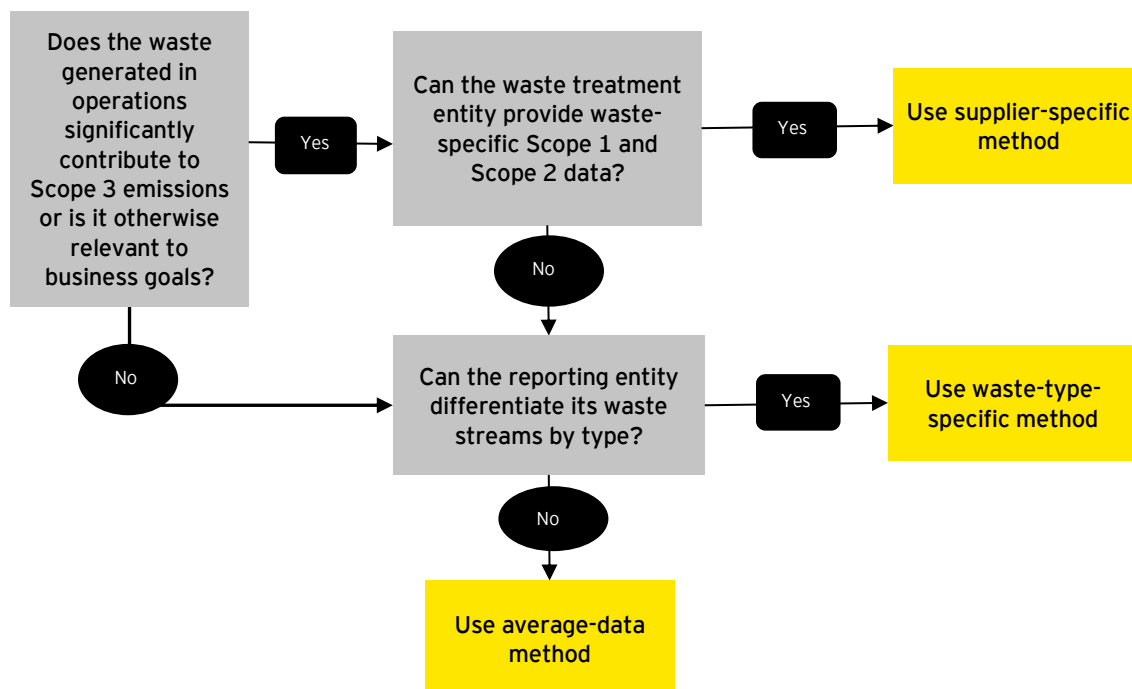 Does the waste
generated in
operations
significantly
contribute to
Scope 3 emissions
or is it otherwise
relevant to
business goals?
Yes
Can the waste treatment
entity provide waste-
specific Scope 1 and
Scope 2 data?
Yes
Use supplier-specific
method
No
No
Can the reporting entity
differentiate its waste
streams by type?
Yes
Use waste-type-
specific method
No
Use average-data
method